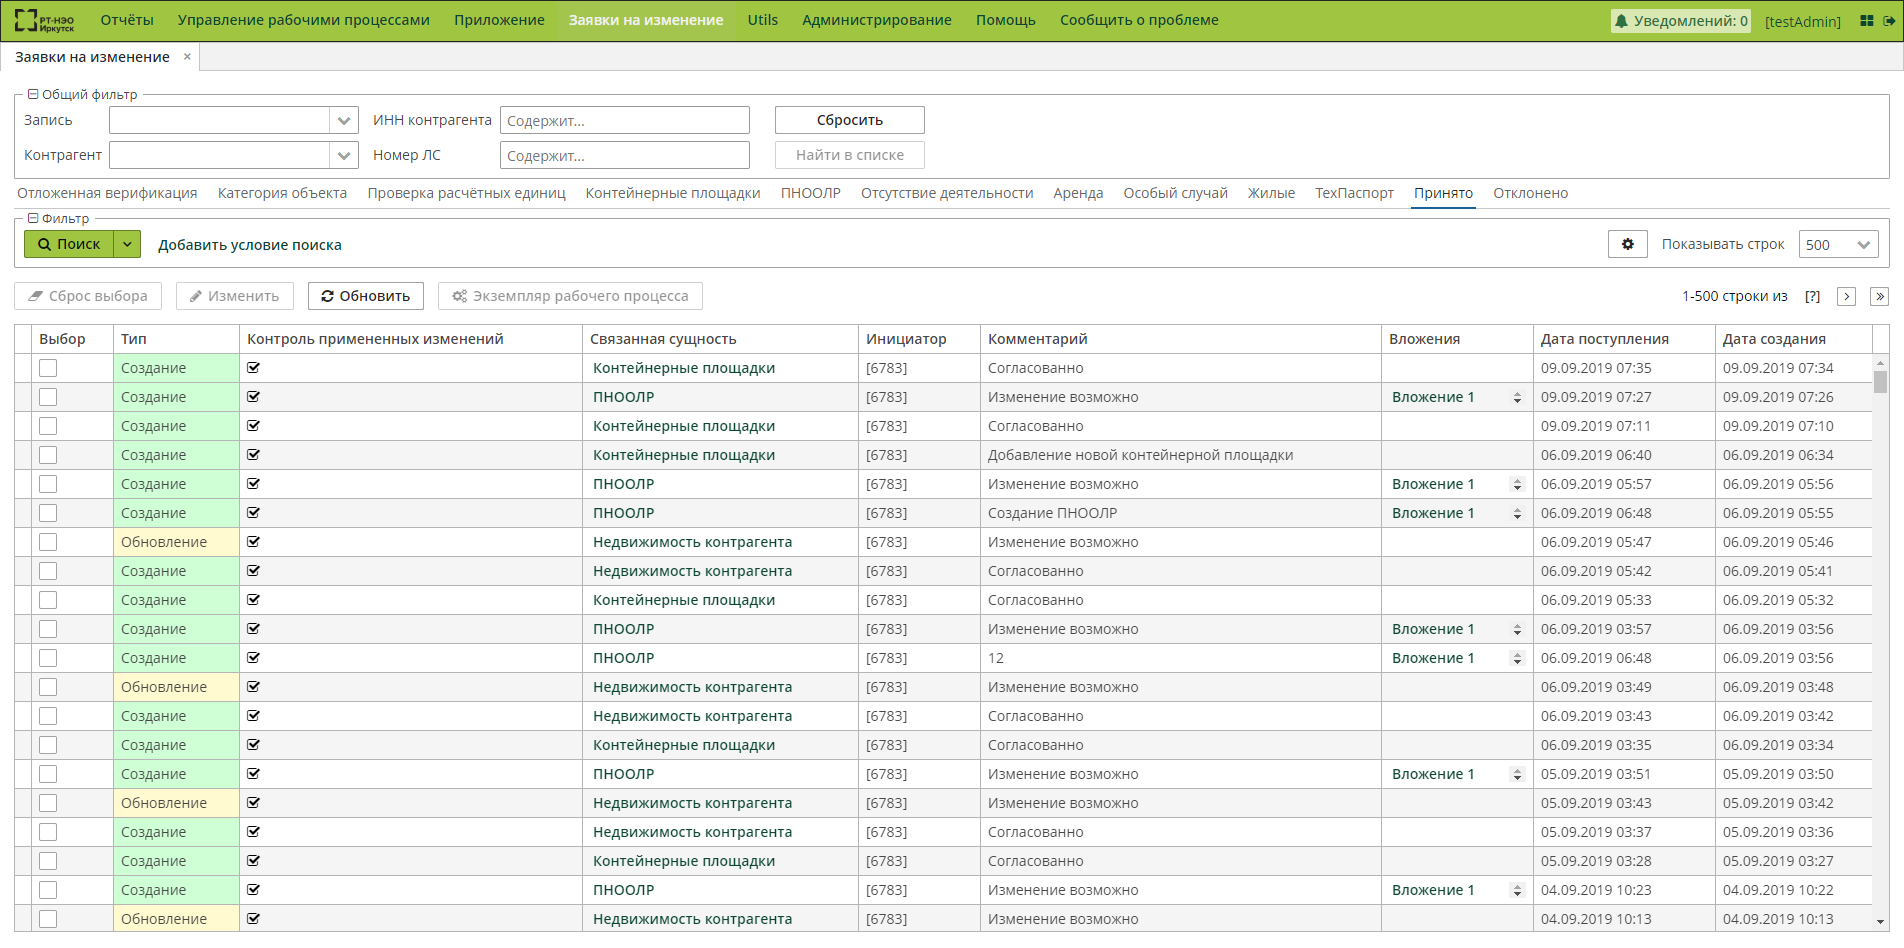 РТ-НЭО Иркутск Отчёты Управление рабочими процессами Приложение Заявки на изменение Utils Администрирование Помощь Сообщить о проблеме Уведомлений: 0 [testAdmin]
Заявки на изменение ×
Общий фильтр
Запись ИНН контрагента Содержит... Сбросить
Контрагент Номер ЛС Содержит... Найти в списке
Отложенная верификация Категория объекта Проверка расчётных единиц Контейнерные площадки ПНООЛР Отсутствие деятельности Аренда Особый случай Жилые ТехПаспорт Принято Отклонено
Фильтр
Поиск Добавить условие поиска Показывать строк 500
Сброс выбора Изменить Обновить Экземпляр рабочего процесса 1-500 строки из [?]
Выбор Тип Контроль примененных изменений Связанная сущность Инициатор Комментарий Вложения Дата поступления Дата создания
Создание Контейнерные площадки [6783] Согласованно 09.09.2019 07:35 09.09.2019 07:34
Создание ПНООЛР [6783] Изменение возможно Вложение 1 09.09.2019 07:27 09.09.2019 07:26
Создание Контейнерные площадки [6783] Согласованно 09.09.2019 07:11 09.09.2019 07:10
Создание Контейнерные площадки [6783] Добавление новой контейнерной площадки 06.09.2019 06:40 06.09.2019 06:34
Создание ПНООЛР [6783] Изменение возможно Вложение 1 06.09.2019 05:57 06.09.2019 05:56
Создание ПНООЛР [6783] Создание ПНООЛР Вложение 1 06.09.2019 06:48 06.09.2019 05:55
Обновление Недвижимость контрагента [6783] Изменение возможно 06.09.2019 05:47 06.09.2019 05:46
Создание Недвижимость контрагента [6783] Согласованно 06.09.2019 05:42 06.09.2019 05:41
Создание Контейнерные площадки [6783] Согласованно 06.09.2019 05:33 06.09.2019 05:32
Создание ПНООЛР [6783] Изменение возможно Вложение 1 06.09.2019 03:57 06.09.2019 03:56
Создание ПНООЛР [6783] 12 Вложение 1 06.09.2019 06:48 06.09.2019 03:56
Обновление Недвижимость контрагента [6783] Изменение возможно 06.09.2019 03:49 06.09.2019 03:48
Создание Недвижимость контрагента [6783] Согласованно 06.09.2019 03:43 06.09.2019 03:42
Создание Контейнерные площадки [6783] Согласованно 06.09.2019 03:35 06.09.2019 03:34
Создание ПНООЛР [6783] Изменение возможно Вложение 1 05.09.2019 03:51 05.09.2019 03:50
Обновление Недвижимость контрагента [6783] Изменение возможно 05.09.2019 03:43 05.09.2019 03:42
Создание Недвижимость контрагента [6783] Согласованно 05.09.2019 03:37 05.09.2019 03:36
Создание Контейнерные площадки [6783] Согласованно 05.09.2019 03:28 05.09.2019 03:27
Создание ПНООЛР [6783] Изменение возможно Вложение 1 04.09.2019 10:23 04.09.2019 10:22
Обновление Недвижимость контрагента [6783] Изменение возможно 04.09.2019 10:13 04.09.2019 10:13